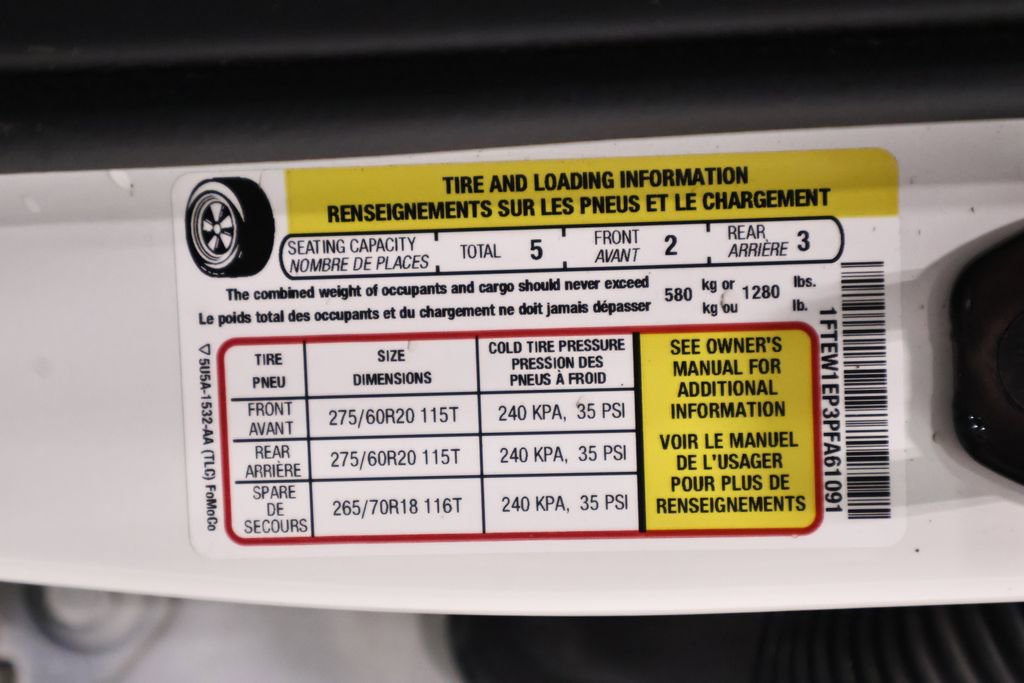 TIRE AND LOADING INFORMATION
RENSEIGNEMENTS SUR LES PNEUS ET LE CHARGEMENT
SEATING CAPACITY
NOMBRE DE PLACES
TOTAL 5
FRONT
AVANT
2
REAR
ARRIÈRE
3
The combined weight of occupants and cargo should never exceed 580 kg or 1280 lbs.
Le poids total des occupants et du chargement ne doit jamais dépasser kg ou lb.
TIRE
PNEU
SIZE
DIMENSIONS
COLD TIRE PRESSURE
PRESSION DES
PNEUS À FROID
FRONT
AVANT
275/60R20 115T
240 KPA, 35 PSI
REAR
ARRIÈRE
275/60R20 115T
240 KPA, 35 PSI
SPARE
DE
SECOURS
265/70R18 116T
240 KPA, 35 PSI
SEE OWNER'S
MANUAL FOR
ADDITIONAL
INFORMATION
VOIR LE MANUEL
DE L'USAGER
POUR PLUS DE
RENSEIGNEMENTS
1FTEW1EP3PFA61091
5U5A-1532-AA (TLC) FoMoCo